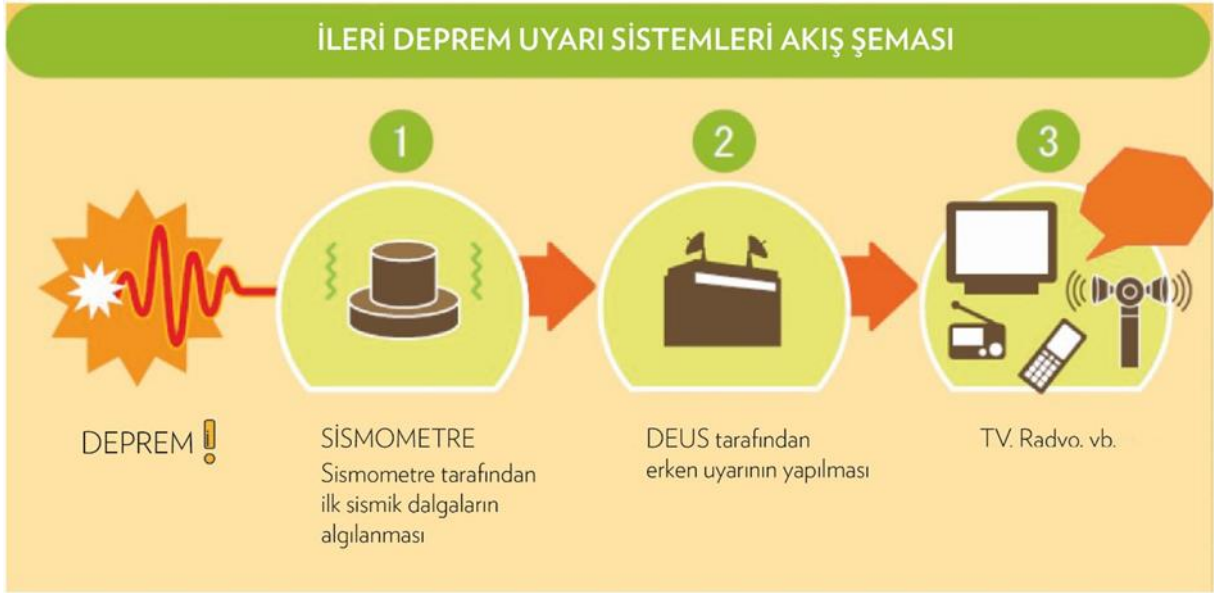 İLERİ DEPREM UYARI SİSTEMLERİ AKIŞ ŞEMASI
1
2
3
DEPREM!
SİSMOMETRE
Sismometre tarafından
ilk sismik dalgaların
algılanması
DEUS tarafından
erken uyarının yapılması
TV. Radyo. vb.